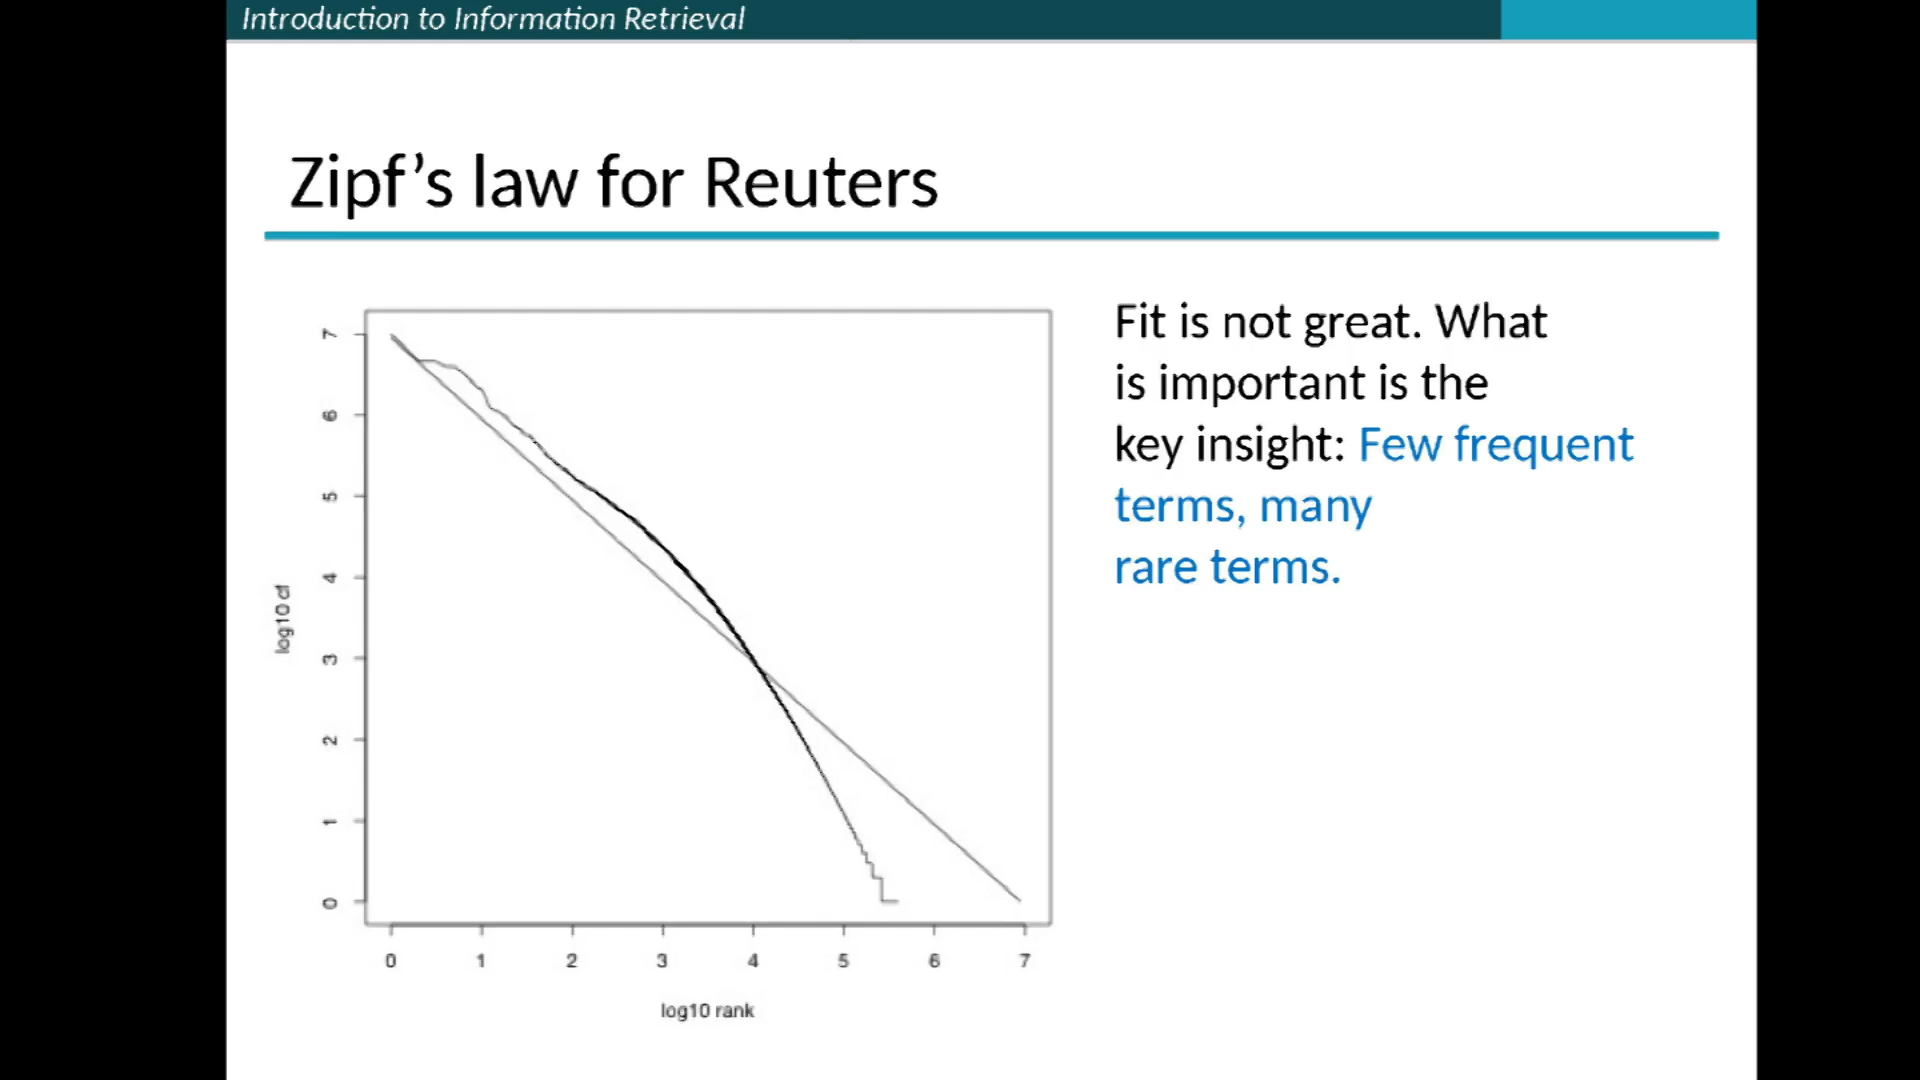 Introduction to Information Retrieval
Zipf’s law for Reuters
Fit is not great. What
is important is the
key insight: Few frequent
terms, many
rare terms.
7
6
5
4
3
2
1
0
log10 cf
0 1 2 3 4 5 6 7
log10 rank